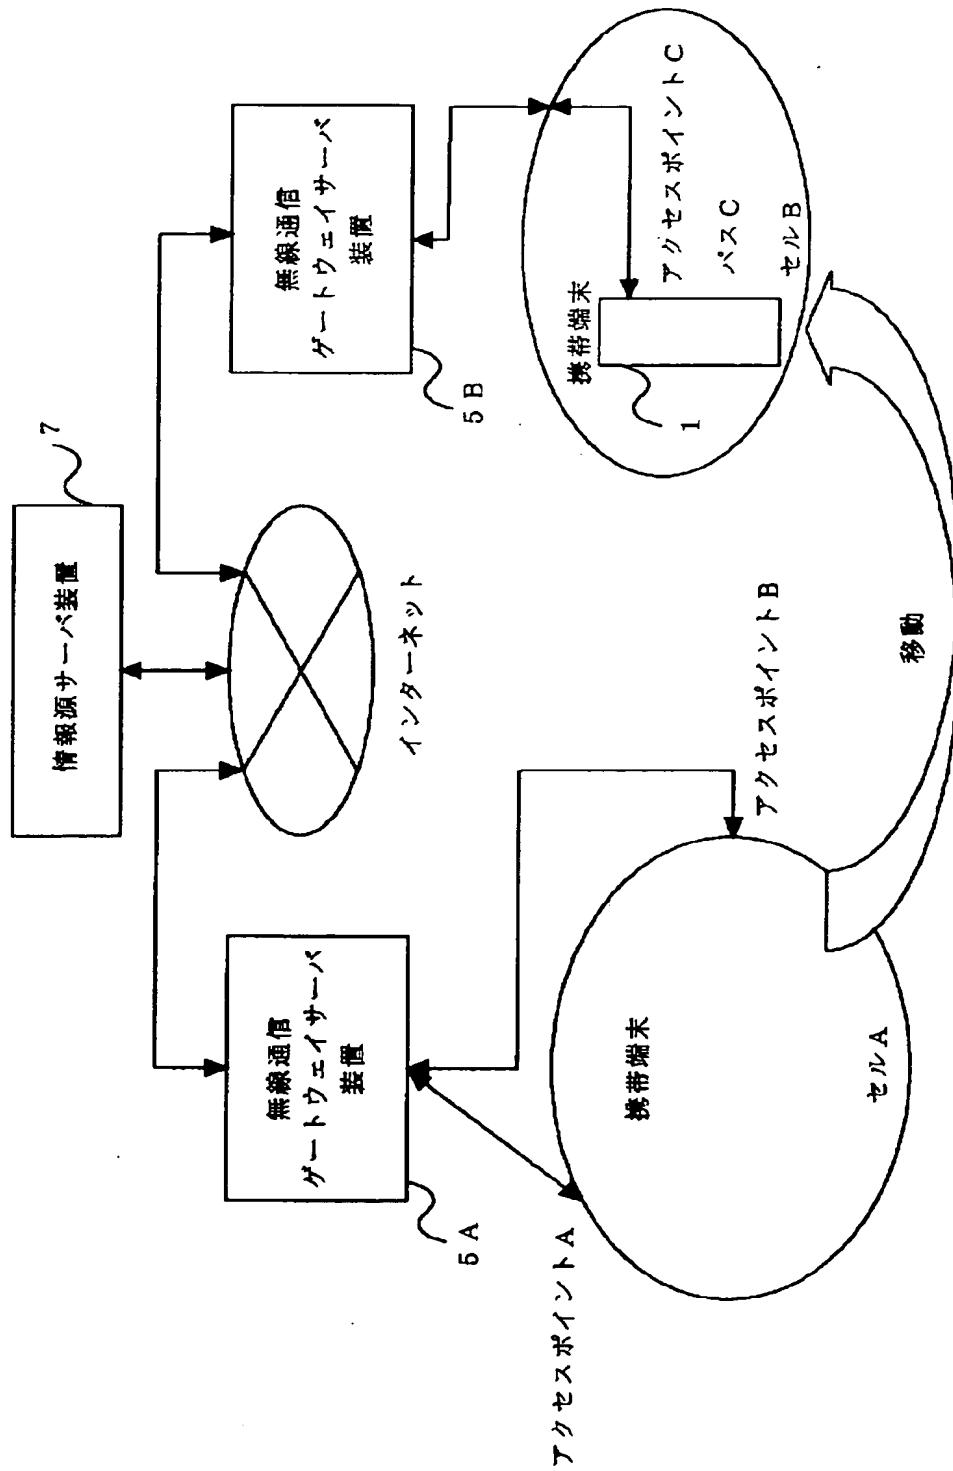 情報源サーバ装置
7
無線通信
ゲートウェイサーバ
装置
5A
インターネット
無線通信
ゲートウェイサーバ
装置
5B
アクセスポイントA
アクセスポイントB
携帯端末
セルA
携帯端末
1
アクセスポイントC
パスC
セルB
移動